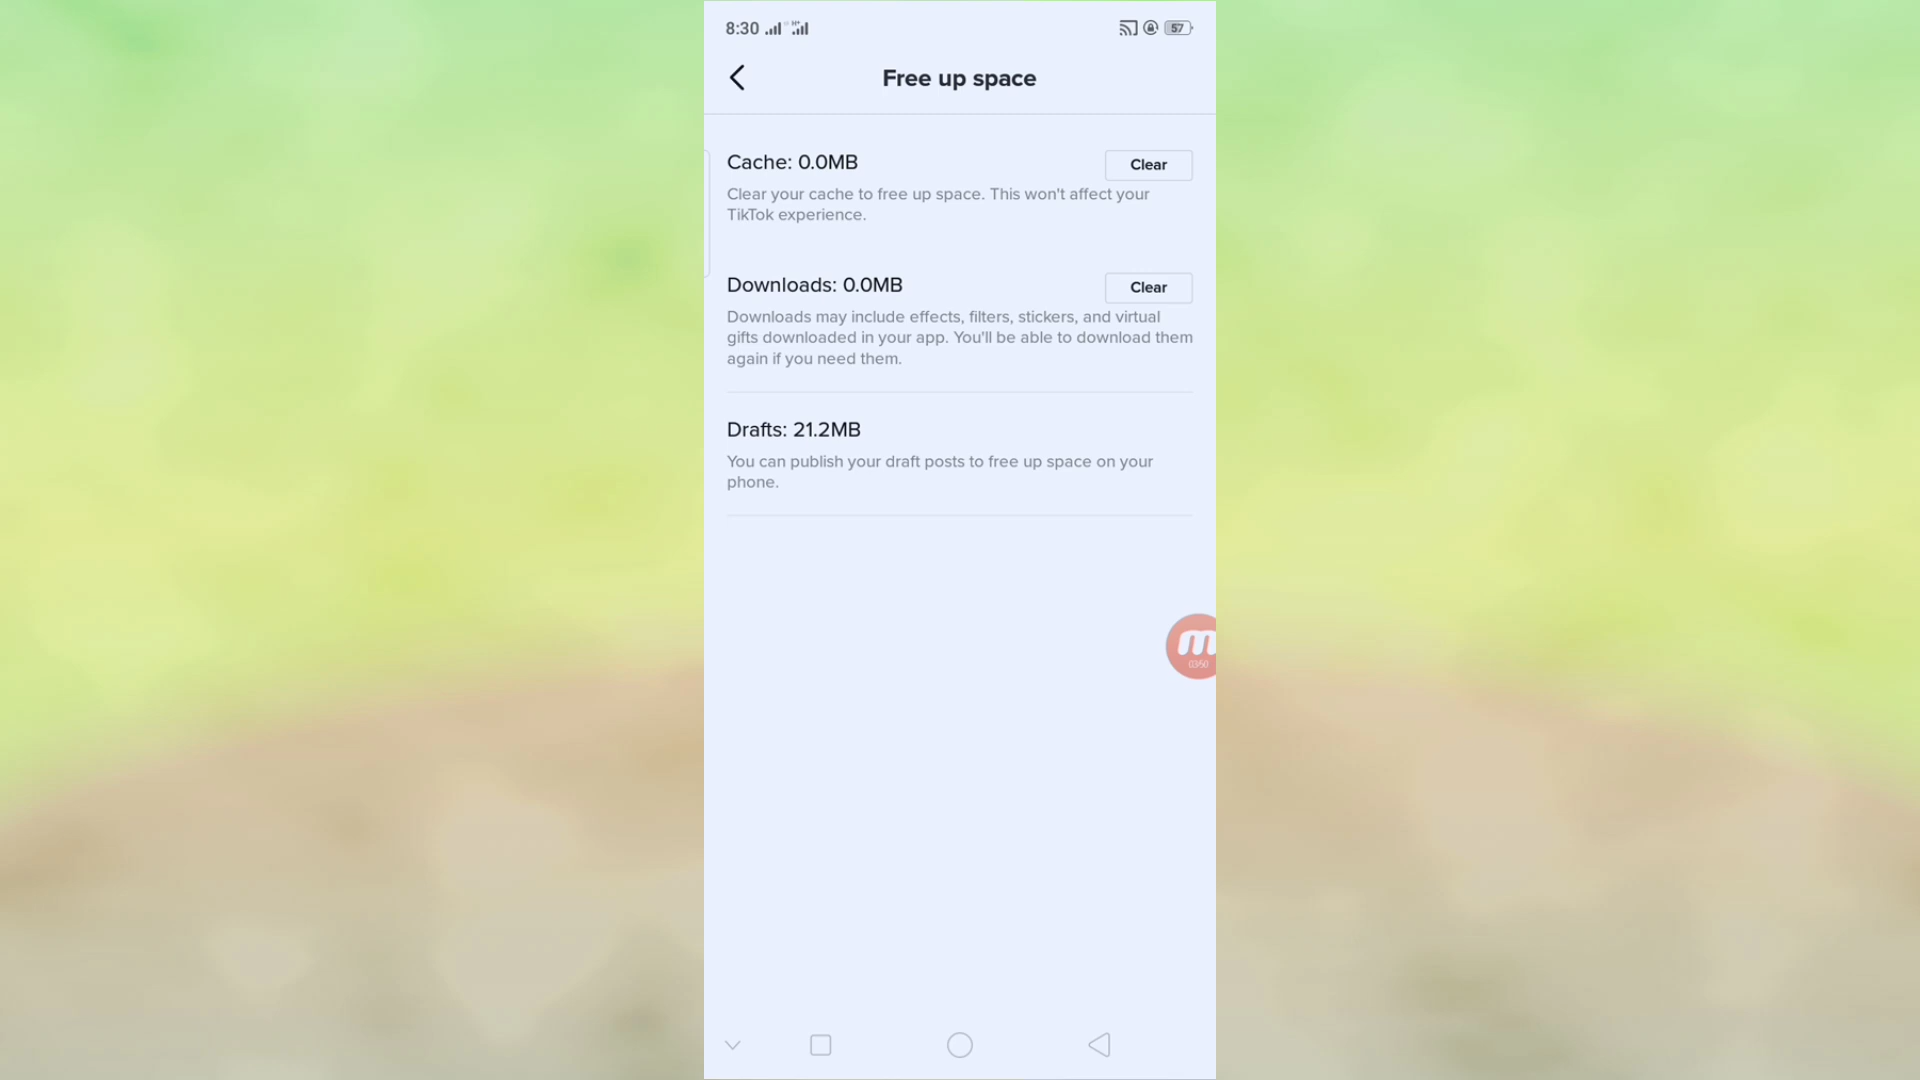 8:30
57
Free up space
Cache: 0.0MB
Clear
Clear your cache to free up space. This won't affect your
TikTok experience.
Downloads: 0.0MB
Clear
Downloads may include effects, filters, stickers, and virtual
gifts downloaded in your app. You'll be able to download them
again if you need them.
Drafts: 21.2MB
You can publish your draft posts to free up space on your
phone.
m
03/50